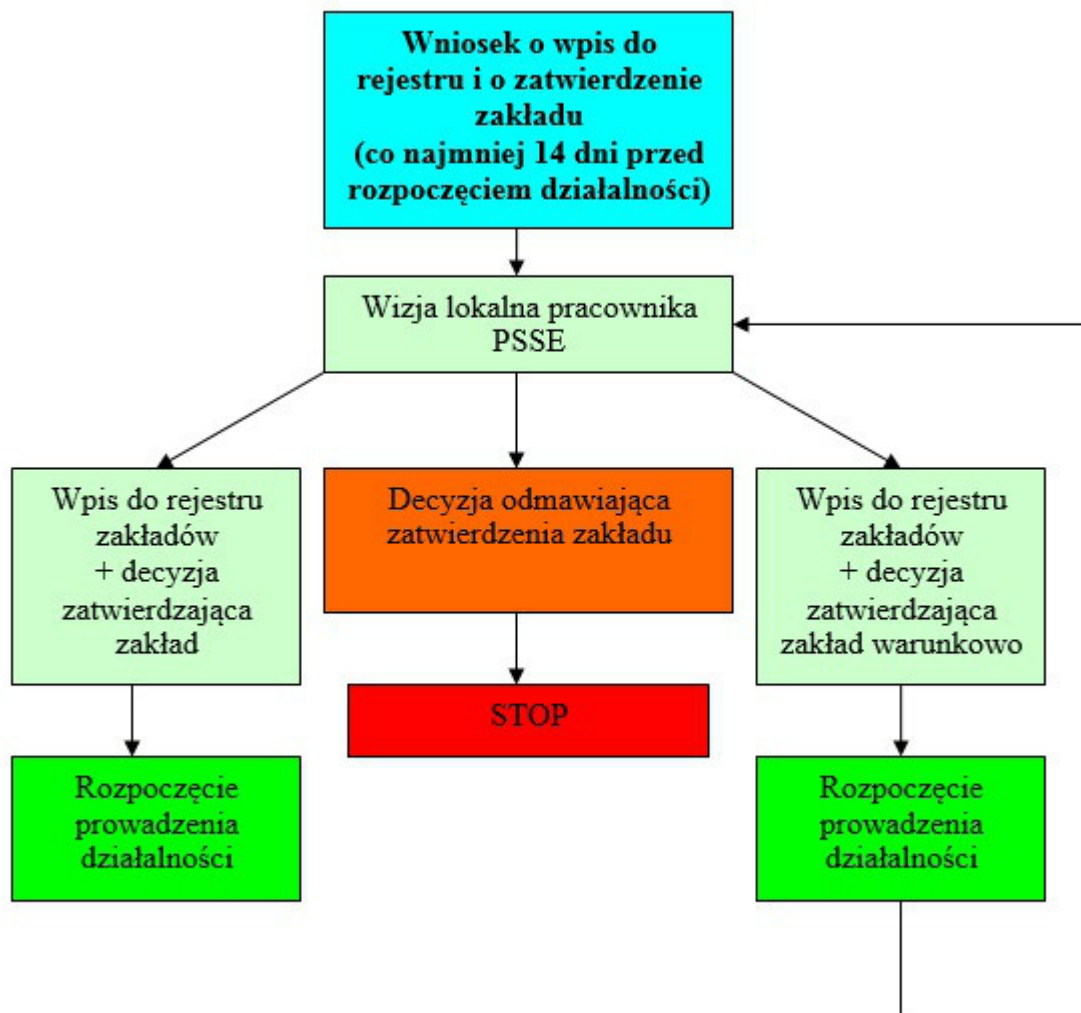 Wniosek o wpis do
rejestru i o zatwierdzenie
zakładu
(co najmniej 14 dni przed
rozpoczęciem działalności)
Wizja lokalna pracownika
PSSE
Wpis do rejestru
zakładów
+ decyzja
zatwierdzająca
zakład
Decyzja odmawiająca
zatwierdzenia zakładu
Wpis do rejestru
zakładów
+ decyzja
zatwierdzająca
zakład warunkowo
STOP
Rozpoczęcie
prowadzenia
działalności
Rozpoczęcie
prowadzenia
działalności